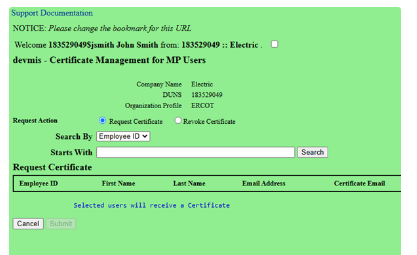 Support Documentation
NOTICE: Please change the bookmark for this URL
Welcome 183529049$jsmith John Smith from: 183529049 :: Electric .
devmis - Certificate Management for MP Users
Company Name Electric
DUNS 183529049
Organization Profile ERCOT
Request Action Request Certificate Revoke Certificate
Search By Employee ID
Starts With Search
Request Certificate
Employee ID First Name Last Name Email Address Certificate Email
Selected users will receive a Certificate
Cancel Submit